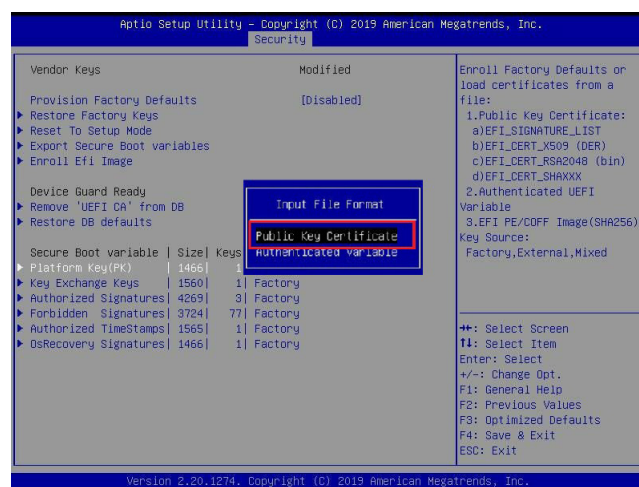 Aptio Setup Utility – Copyright (C) 2019 American Megatrends, Inc.
Security
Vendor Keys Modified
Provision Factory Defaults [Disabled]
Restore Factory Keys
Reset To Setup Mode
Export Secure Boot variables
Enroll Efi Image
Device Guard Ready
Remove 'UEFI CA' from DB
Restore DB defaults
Secure Boot variable | Size| Keys
Platform Key(PK) | 1466| 1
Key Exchange Keys | 1560| 1| Factory
Authorized Signatures| 4269| 3| Factory
Forbidden Signatures| 3724| 77| Factory
Authorized TimeStamps| 1565| 1| Factory
OsRecovery Signatures| 1466| 1| Factory
Input File Format
Public Key Certificate
Authenticated Variable
Enroll Factory Defaults or
load certificates from a
file:
1.Public Key Certificate:
a)EFI_SIGNATURE_LIST
b)EFI_CERT_X509 (DER)
c)EFI_CERT_RSA2048 (bin)
d)EFI_CERT_SHAXXX
2.Authenticated UEFI
Variable
3.EFI PE/COFF Image(SHA256)
Key Source:
Factory,External,Mixed
→←: Select Screen
↑↓: Select Item
Enter: Select
+/-: Change Opt.
F1: General Help
F2: Previous Values
F3: Optimized Defaults
F4: Save & Exit
ESC: Exit
Version 2.20.1274. Copyright (C) 2019 American Megatrends, Inc.